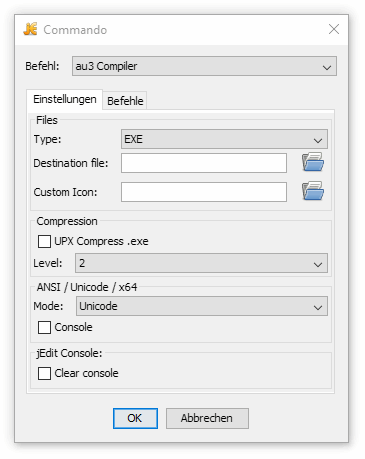 Commando
Befehl: au3 Compiler
Einstellungen Befehle
Files
Type: EXE
Destination file:
Custom Icon:
Compression
UPX Compress .exe
Level: 2
ANSI / Unicode / x64
Mode: Unicode
Console
jEdit Console:
Clear console
OK Abbrechen